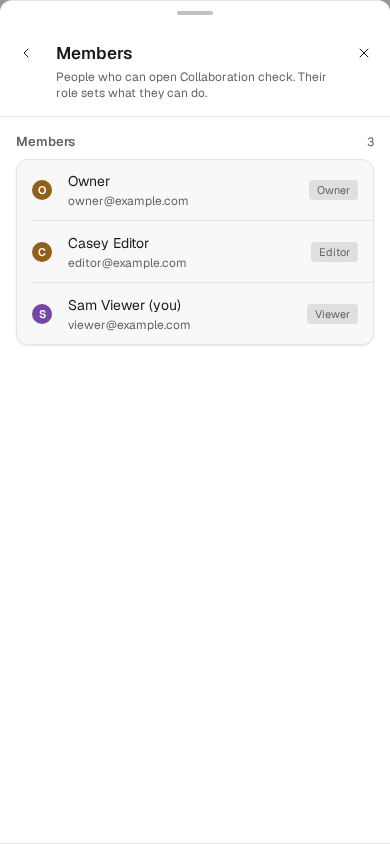 Members
People who can open Collaboration check. Their
role sets what they can do.
Members 3
O Owner Owner
owner@example.com
C Casey Editor Editor
editor@example.com
S Sam Viewer (you) Viewer
viewer@example.com